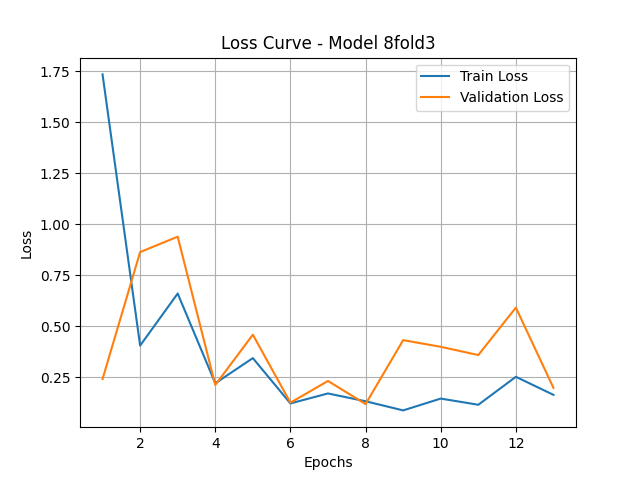 Loss Curve - Model 8fold3
Train Loss
Validation Loss
1.75
1.50
1.25
1.00
0.75
0.50
0.25
Loss
2 4 6 8 10 12
Epochs